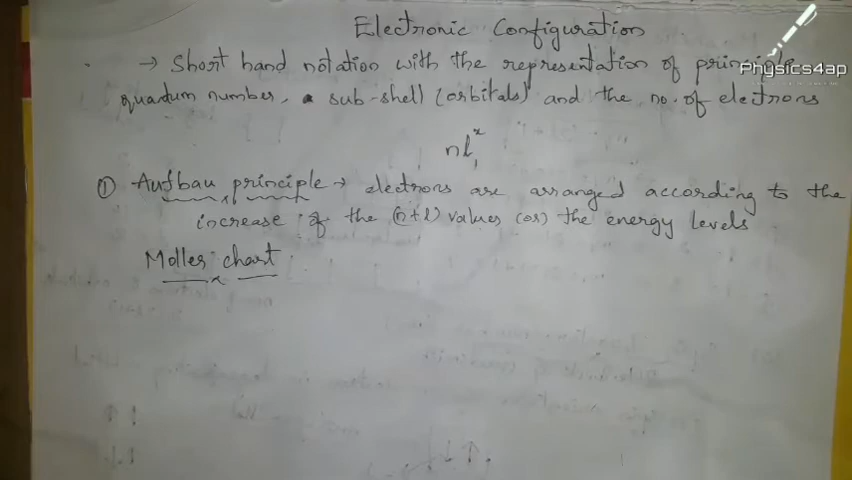 Electronic Configuration
→ Short hand notation with the representation of principle
Physics4ap
quantum number, sub-shell (orbitals) and the no. of electrons
nlˣ
① Aufbau principle → electrons are arranged according to the
increase of the (n+l) values (or) the energy levels
Moller chart